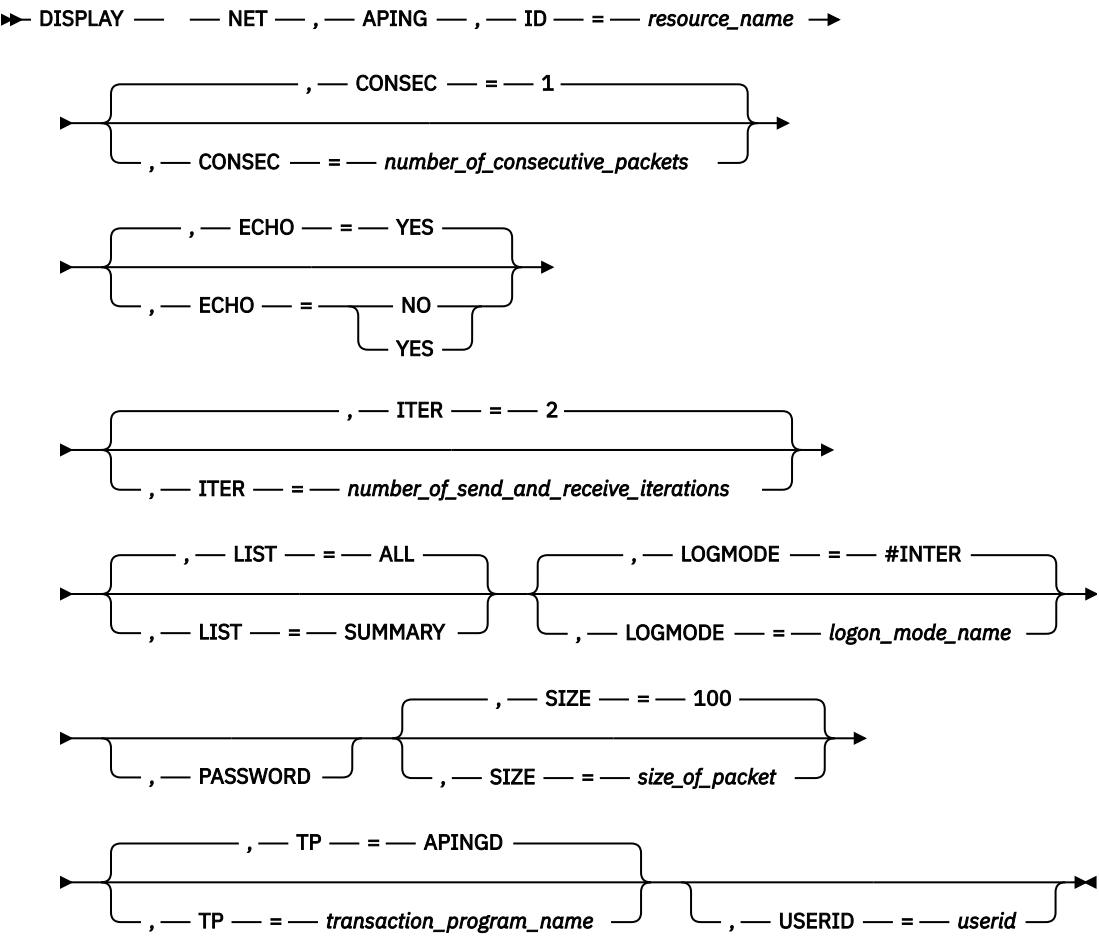 DISPLAY NET , APING , ID = resource_name
, CONSEC = 1
, CONSEC = number_of_consecutive_packets
, ECHO = YES
, ECHO = NO
YES
, ITER = 2
, ITER = number_of_send_and_receive_iterations
, LIST = ALL , LOGMODE = #INTER
, LIST = SUMMARY , LOGMODE = logon_mode_name
, SIZE = 100
, PASSWORD , SIZE = size_of_packet
, TP = APINGD
, TP = transaction_program_name , USERID = userid